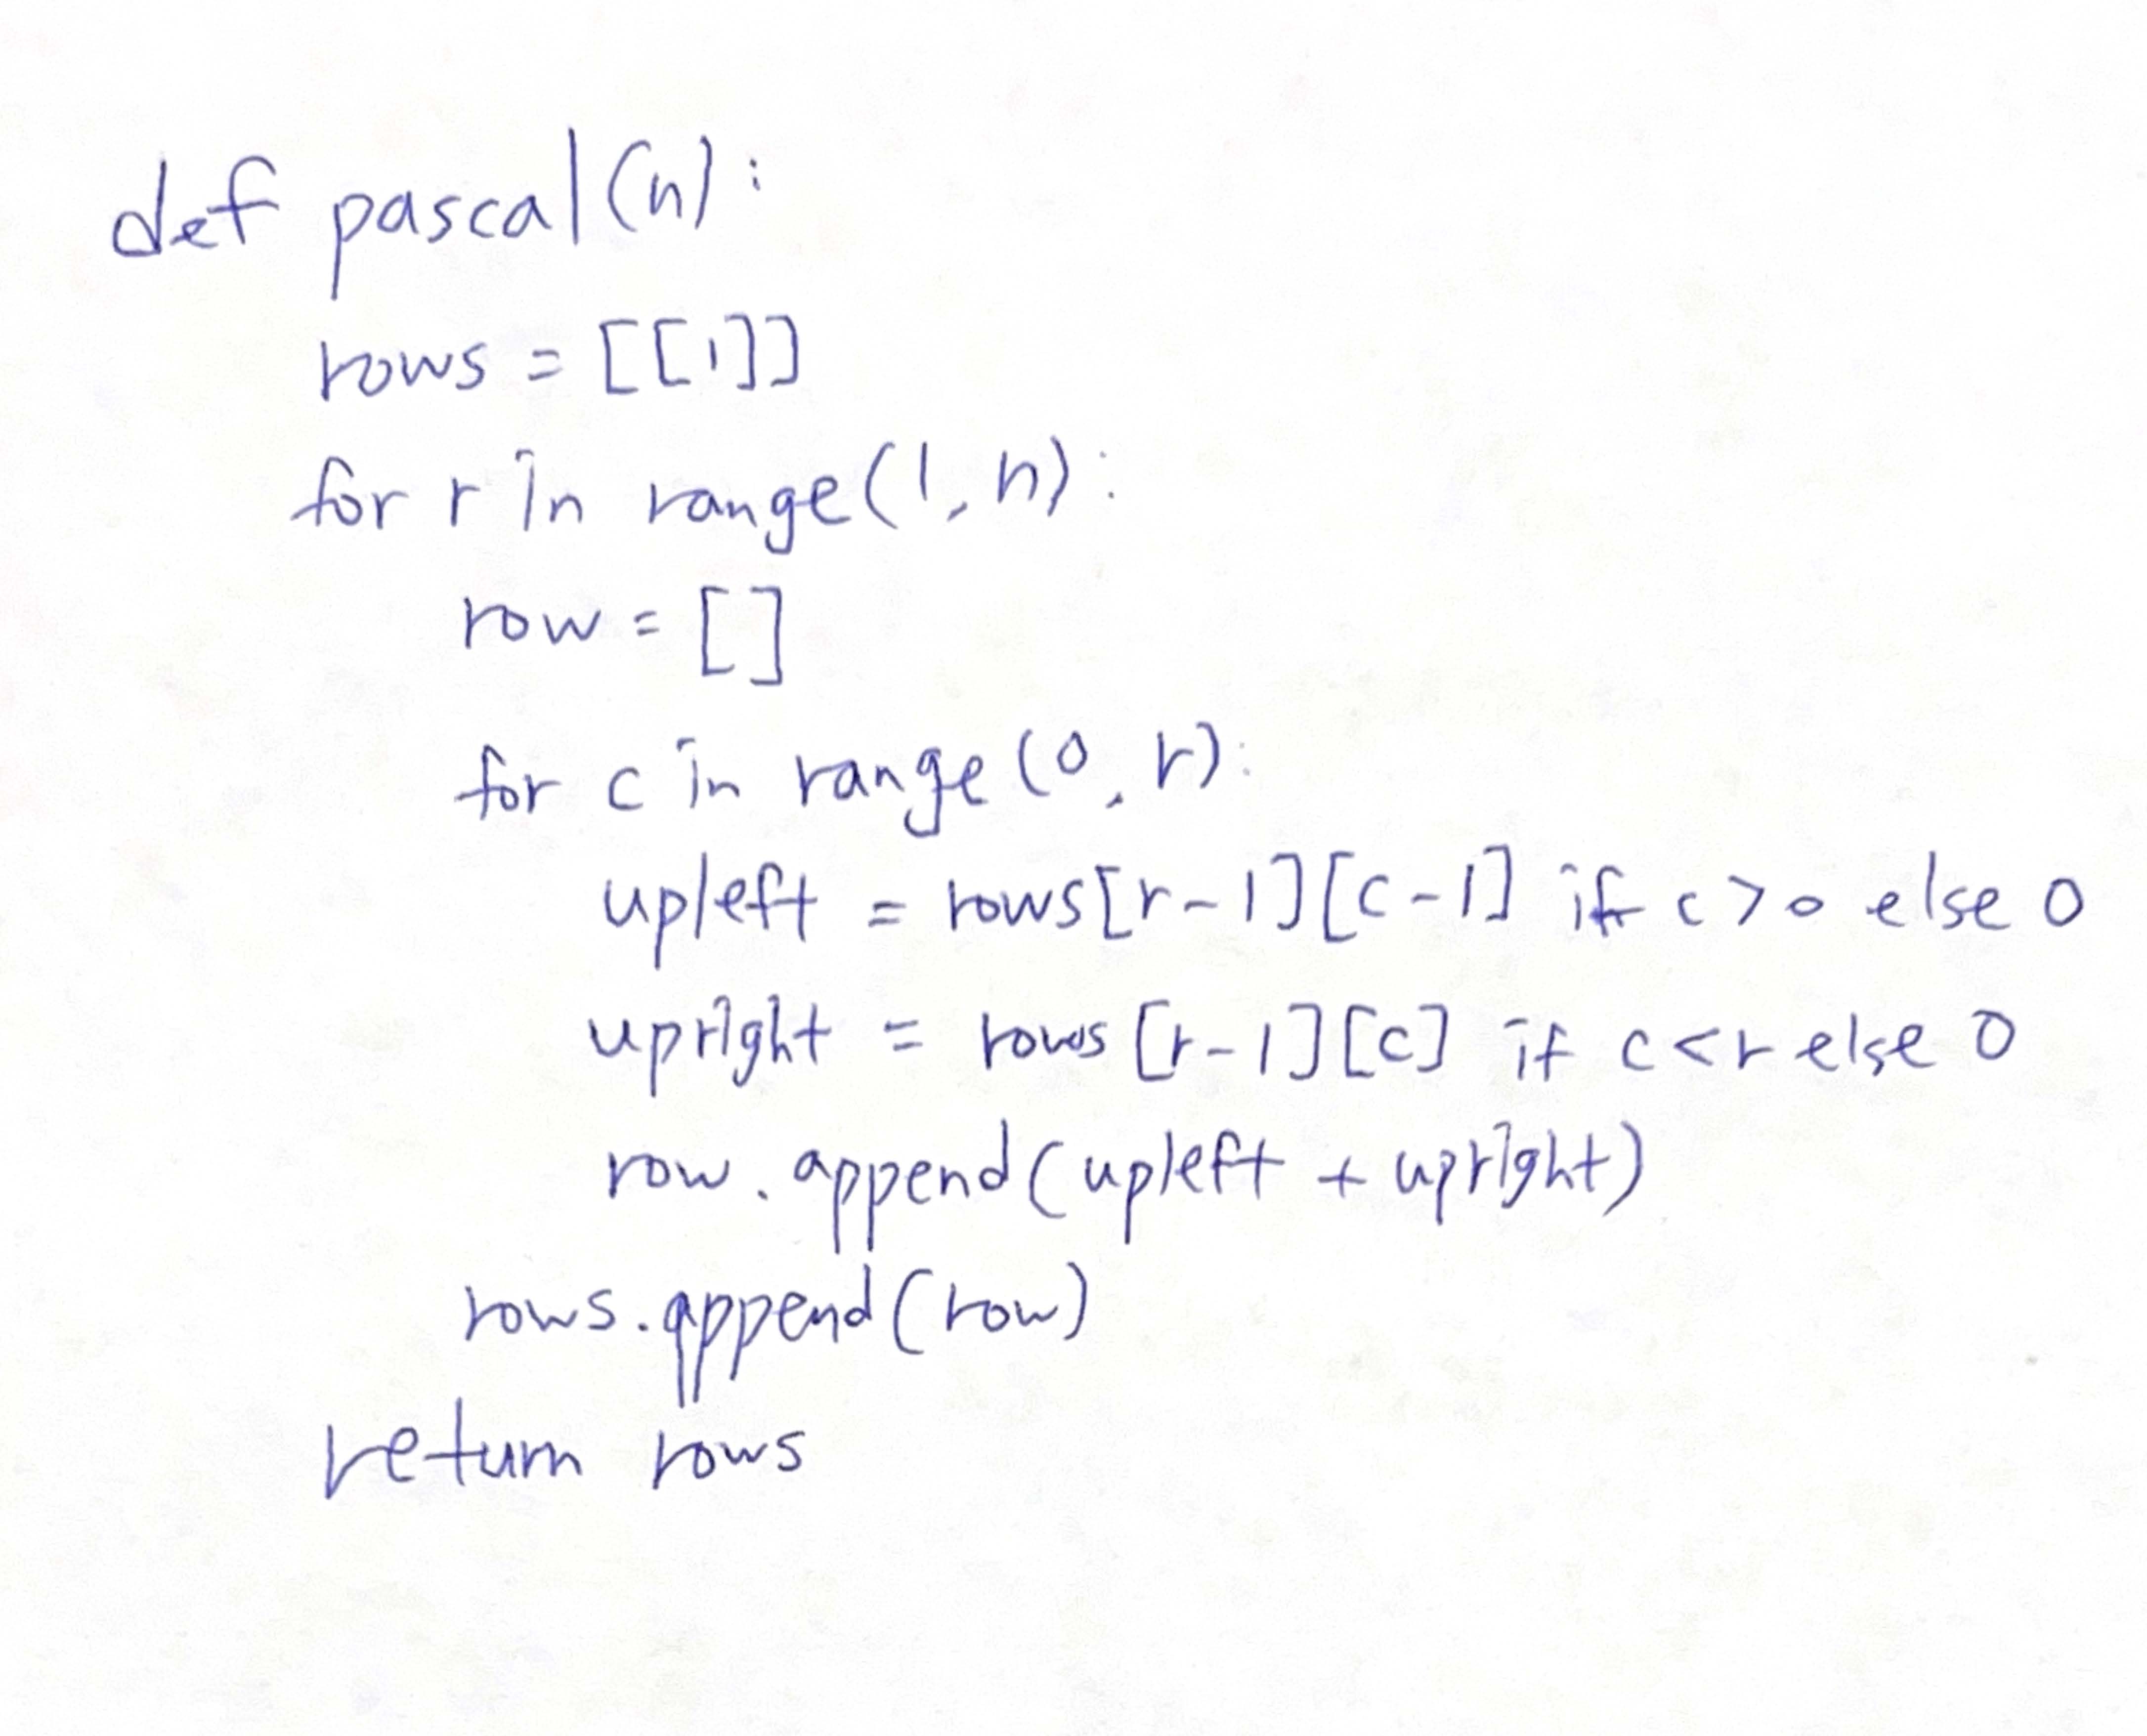 def pascal(n):
rows = [[1]]
for r in range(1, n):
row = []
for c in range(0, r):
upleft = rows[r-1][c-1] if c > 0 else 0
upright = rows[r-1][c] if c < r else 0
row.append(upleft + upright)
rows.append(row)
return rows